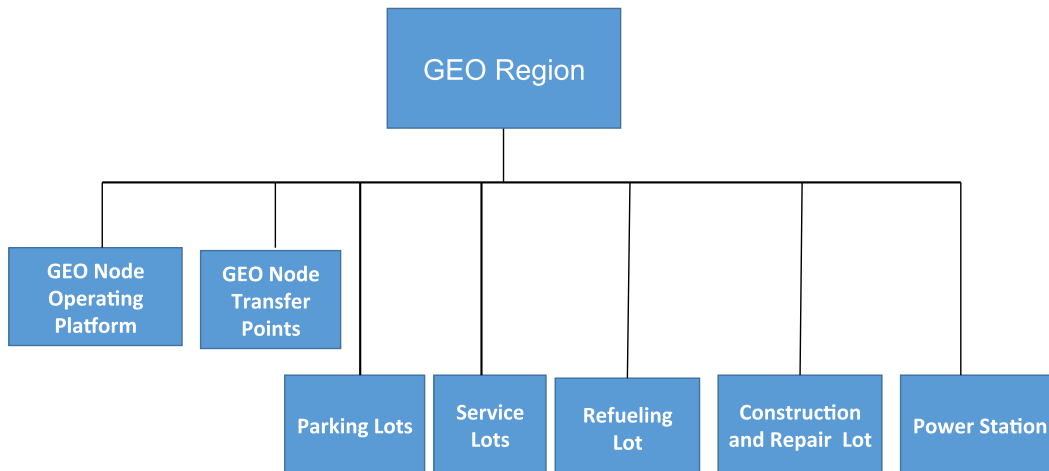 GEO Region
GEO Node
Operating
Platform
GEO Node
Transfer
Points
Parking Lots
Service
Lots
Refueling
Lot
Construction
and Repair Lot
Power Station